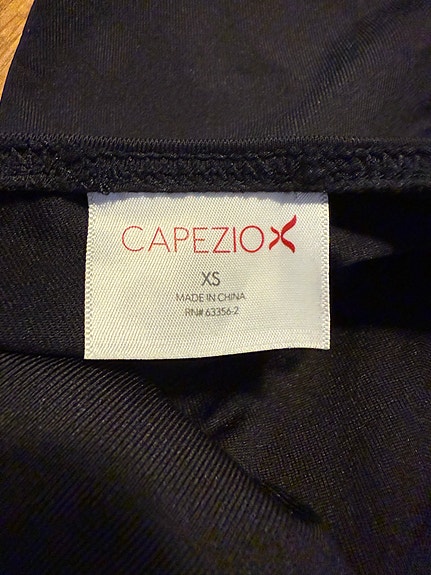 CAPEZIO
XS
MADE IN CHINA
RN# 63356-2